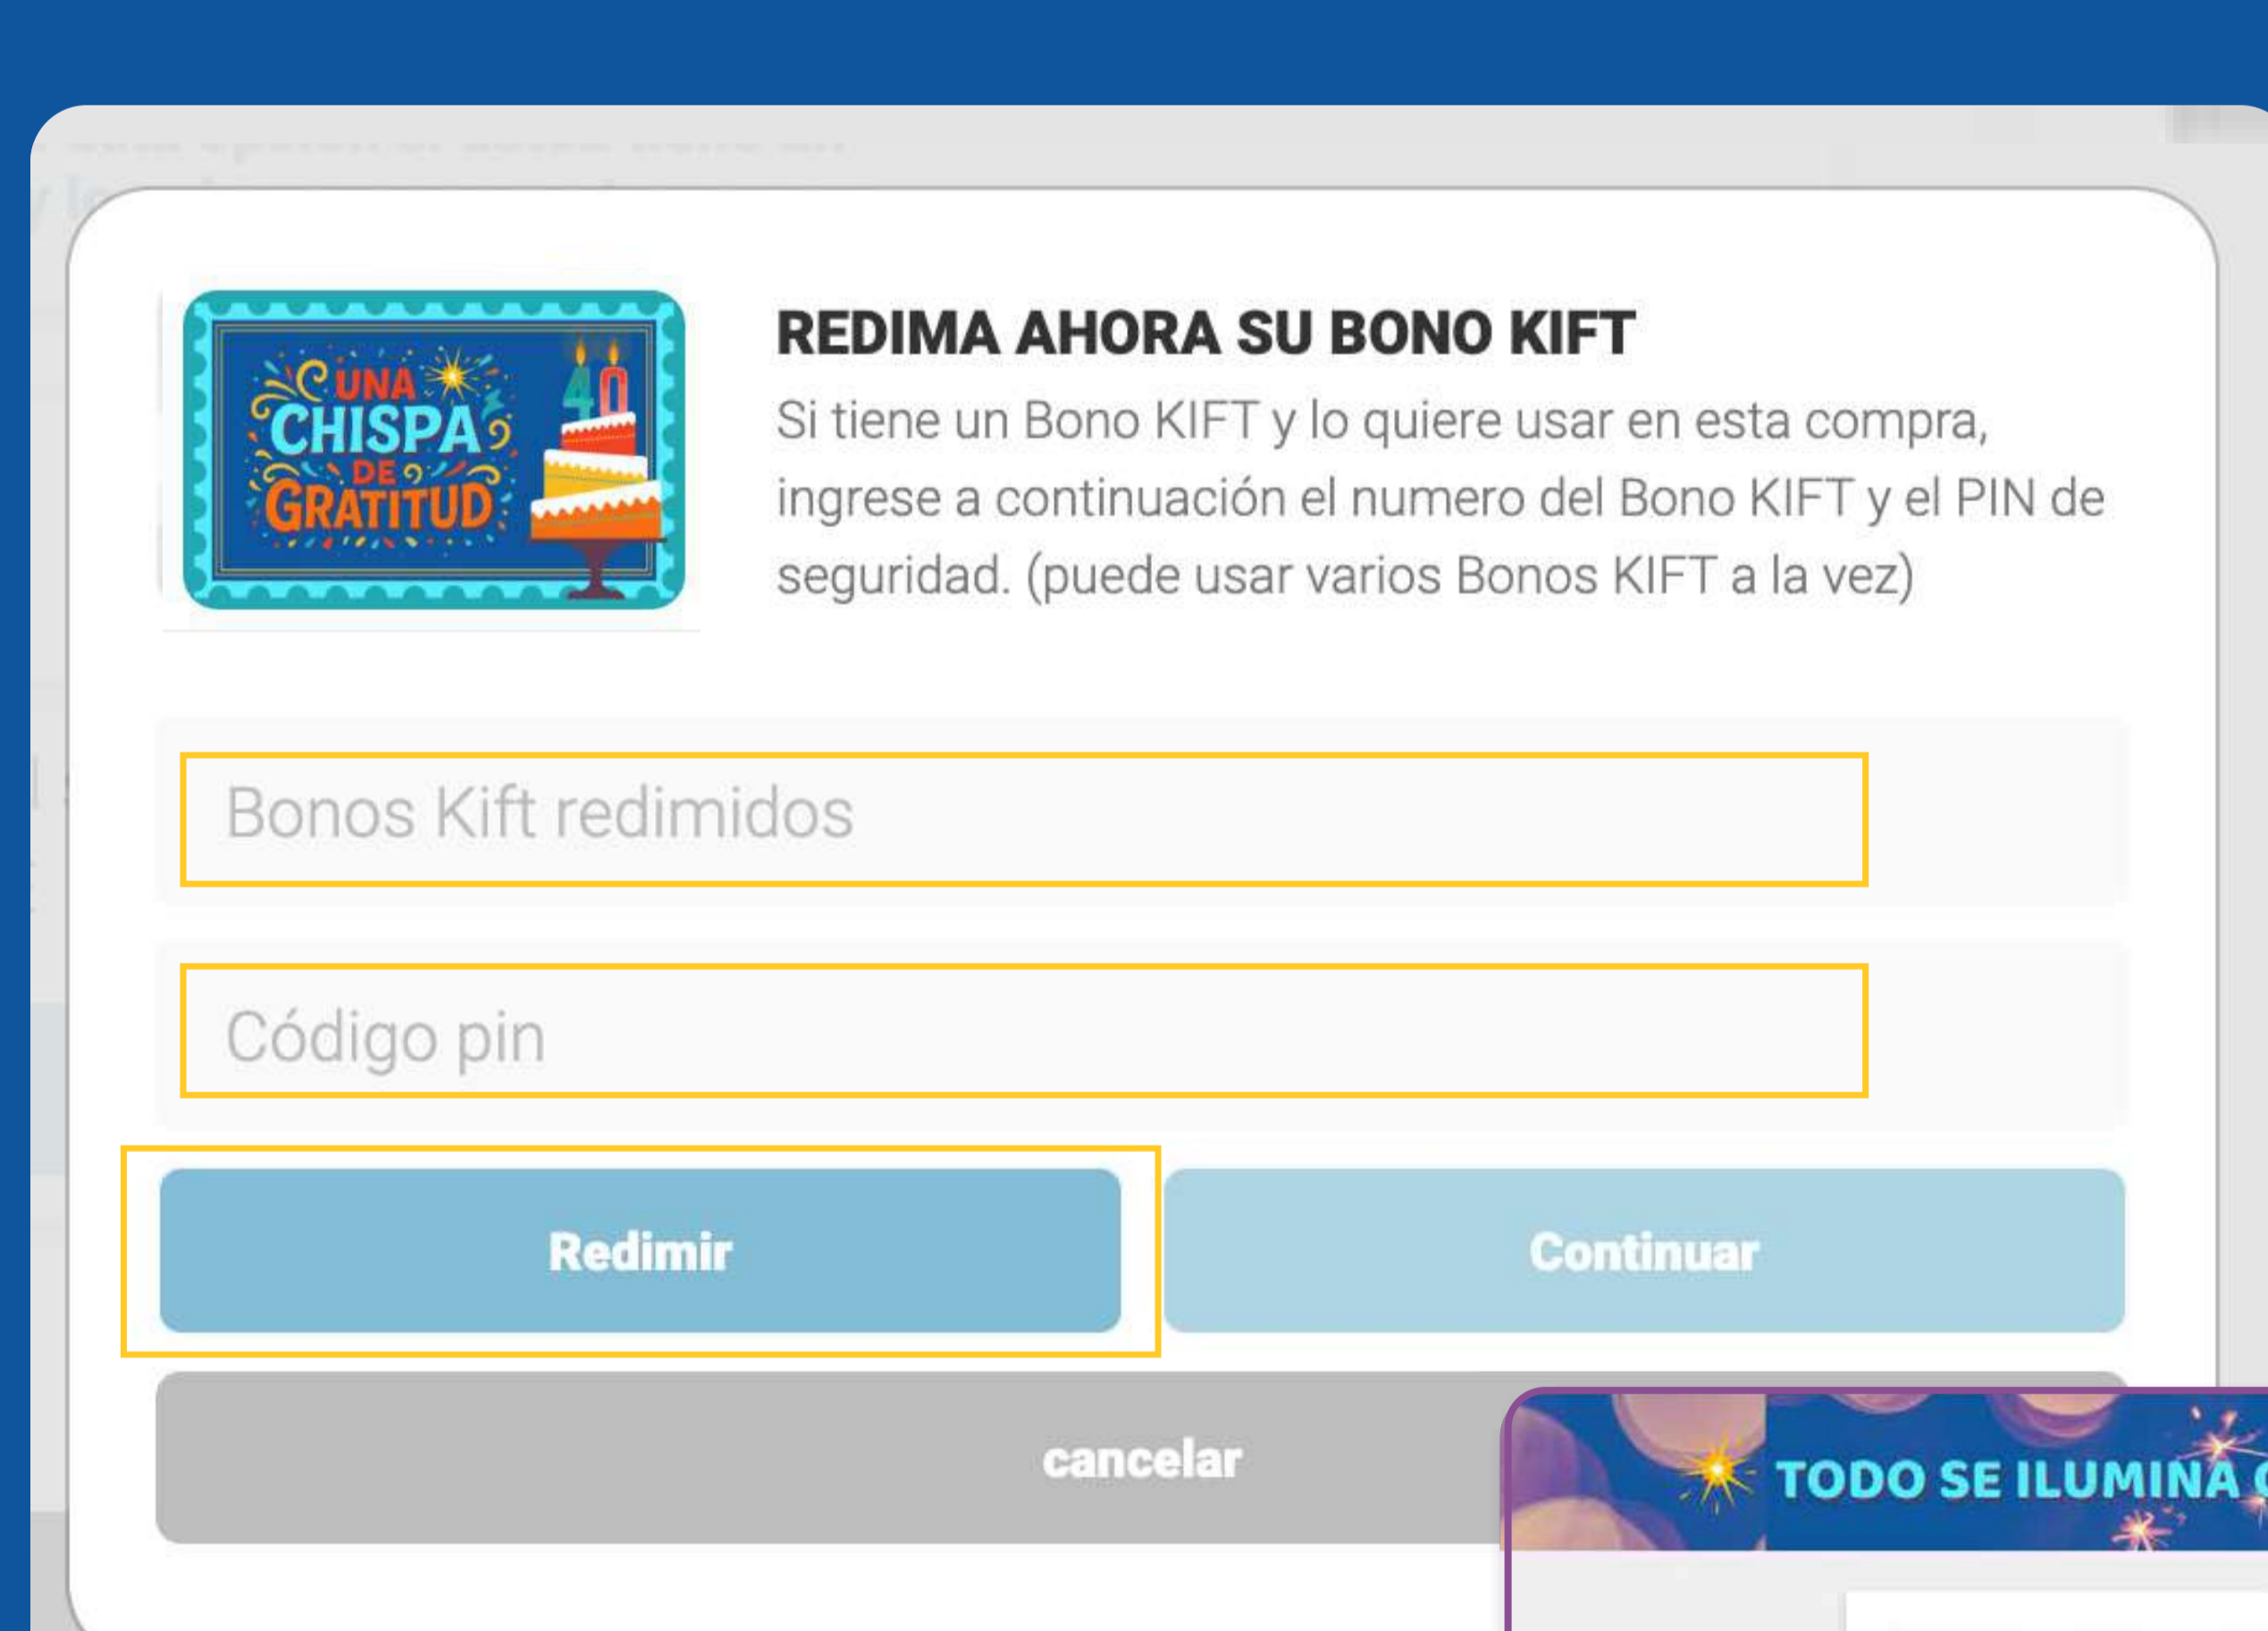 UNA
CHISPA
DE
GRATITUD
40
REDIMA AHORA SU BONO KIFT
Si tiene un Bono KIFT y lo quiere usar en esta compra,
ingrese a continuación el numero del Bono KIFT y el PIN de
seguridad. (puede usar varios Bonos KIFT a la vez)
Bonos Kift redimidos
Código pin
Redimir
Continuar
cancelar
TODO SE ILUMINA